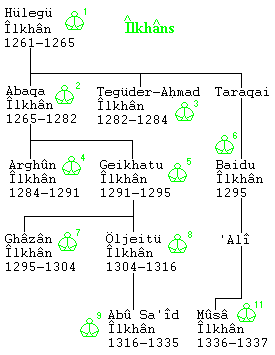 Hülegü 1
Îlkhân
1261-1265
Îlkhâns
Abaqa 2
Îlkhân
1265-1282
Tegüder-Aḥmad
Îlkhân 3
1282-1284
Taraqai
Arghûn 4
Îlkhân
1284-1291
Geikhatu 5
Îlkhân
1291-1295
6
Baidu
Îlkhân
1295
Ghâzân 7
Îlkhân
1295-1304
Öljeitü 8
Îlkhân
1304-1316
'Alî
9 Abû Sa'îd
Îlkhân
1316-1335
Mûsâ 11
Îlkhân
1336-1337